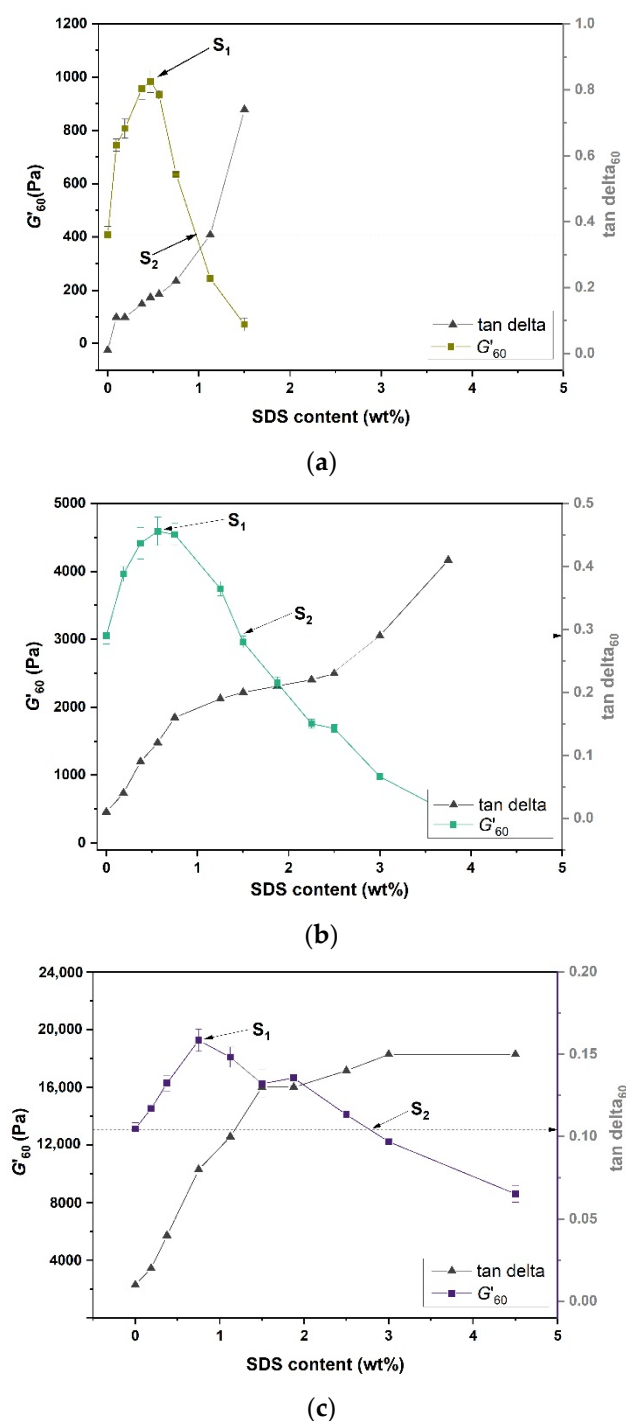 1200
1000
800
600
400
200
0
G'60 (Pa)
1.0
0.8
0.6
0.4
0.2
0.0
tan delta60
S1
S2
tan delta
G'60
0 1 2 3 4 5
SDS content (wt%)
(a)
5000
4000
3000
2000
1000
0
G'60 (Pa)
0.5
0.4
0.3
0.2
0.1
0.0
tan delta60
S1
S2
tan delta
G'60
0 1 2 3 4 5
SDS content (wt%)
(b)
24,000
20,000
16,000
12,000
8,000
4000
G'60 (Pa)
0.20
0.15
0.10
0.05
0.00
tan delta60
S1
S2
tan delta
G'60
0 1 2 3 4 5
SDS content (wt%)
(c)